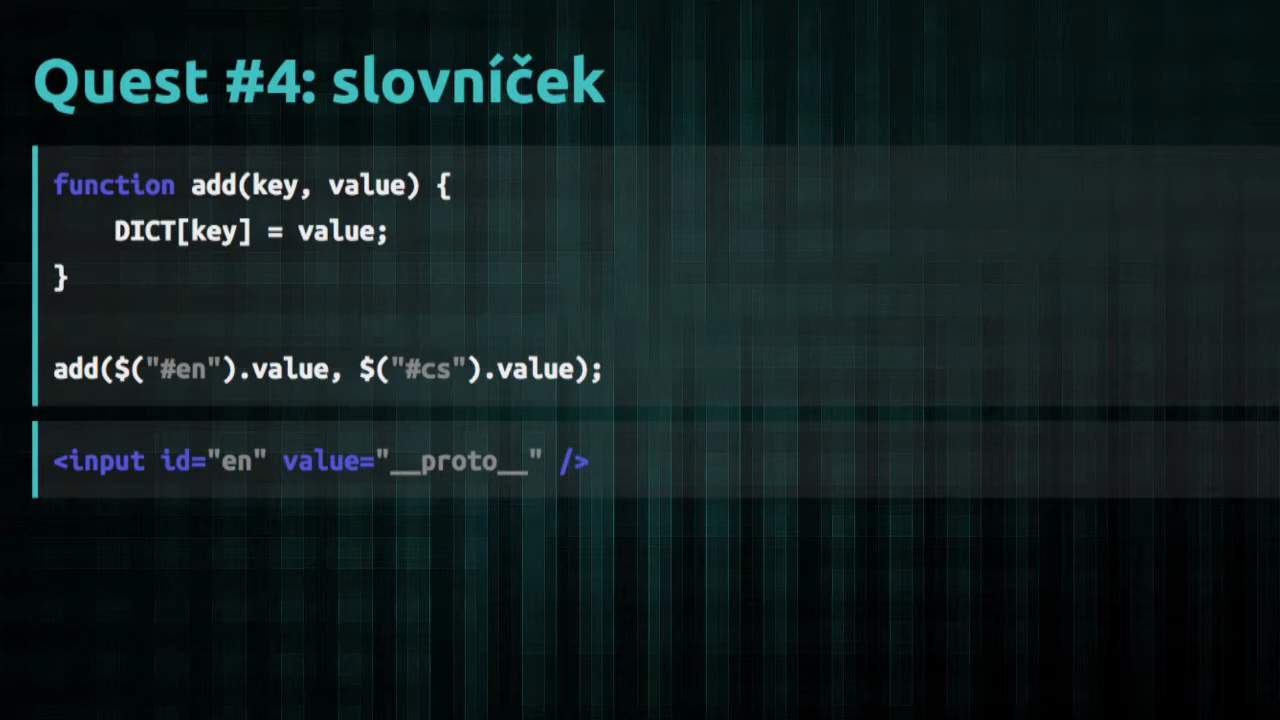 Quest #4: slovníček
function add(key, value) {
    DICT[key] = value;
}
add($("#en").value, $("#cs").value);
<input id="en" value="__proto__" />